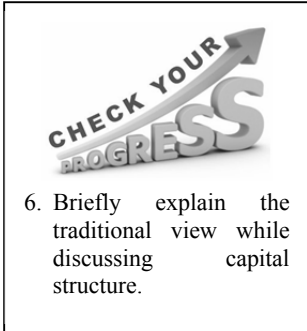 CHECK YOUR
PROGRESS
6. Briefly explain the
traditional view while
discussing capital
structure.